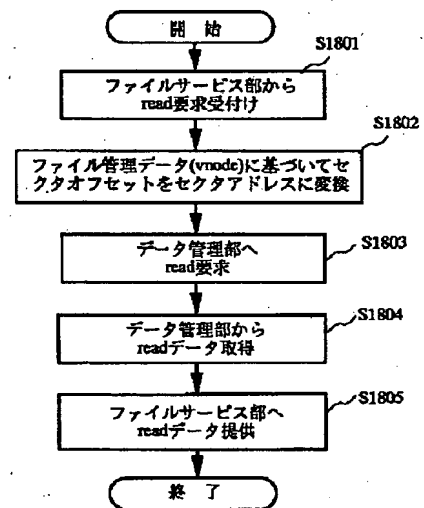 開 始
S1801
ファイルサービス部から
read要求受付け
S1802
ファイル管理データ(vnode)に基づいてセ
クタオフセットをセクタアドレスに変換
S1803
データ管理部へ
read要求
S1804
データ管理部から
readデータ取得
S1805
ファイルサービス部へ
readデータ提供
終 了